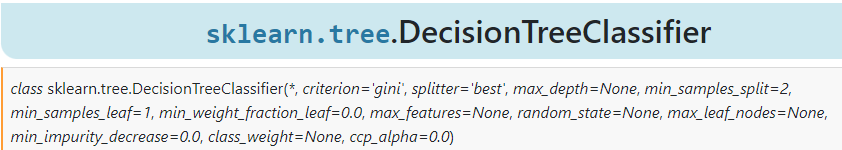 sklearn.tree.DecisionTreeClassifier
class sklearn.tree.DecisionTreeClassifier(*, criterion='gini', splitter='best', max_depth=None, min_samples_split=2,
min_samples_leaf=1, min_weight_fraction_leaf=0.0, max_features=None, random_state=None, max_leaf_nodes=None,
min_impurity_decrease=0.0, class_weight=None, ccp_alpha=0.0)